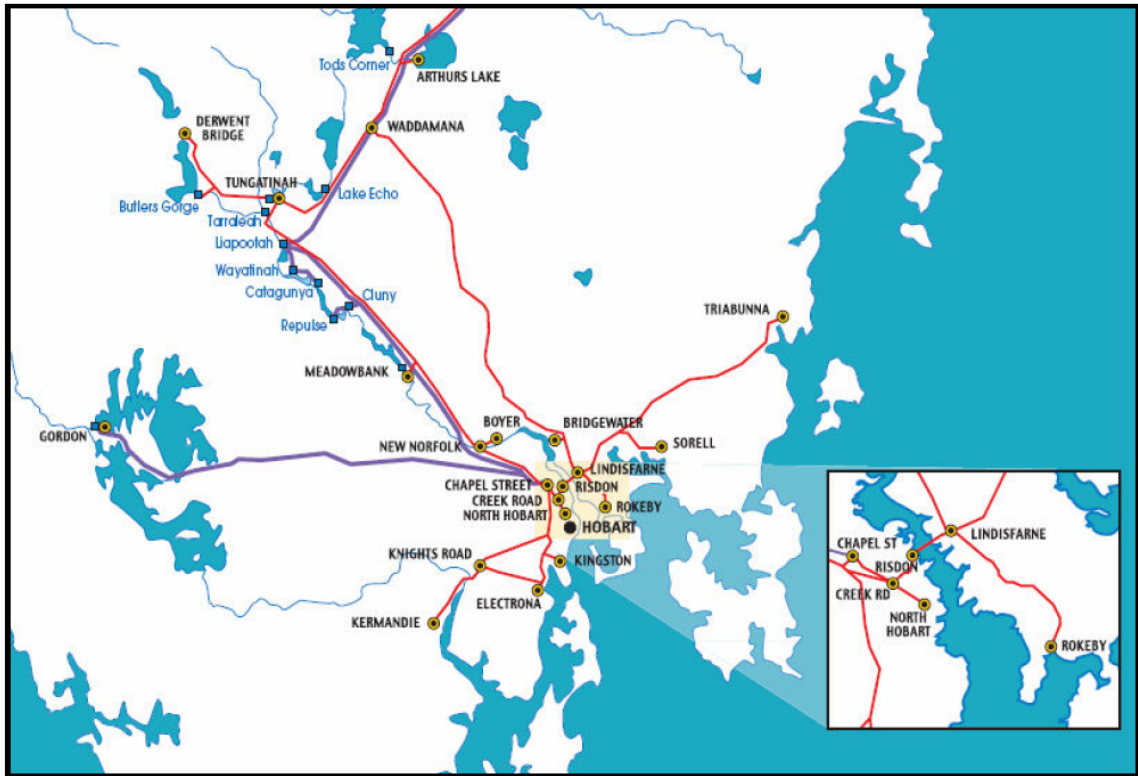 Tods Corner
ARTHURS LAKE
DERWENT
BRIDGE
WADDAMANA
TUNGATINAH
Lake Echo
Butlers Gorge
Tarraleah
Liapootah
Wayatinah
Catagunya
Cluny
Repulse
TRIABUNNA
MEADOWBANK
BOYER
BRIDGEWATER
GORDON
NEW NORFOLK
SORELL
LINDISFARNE
CHAPEL STREET
RISDON
CREEK ROAD
ROKEBY
NORTH HOBART
HOBART
KNIGHTS ROAD
KINGSTON
ELECTRONA
KERMANDIE
LINDISFARNE
CHAPEL ST
RISDON
CREEK RD
NORTH
HOBART
ROKEBY